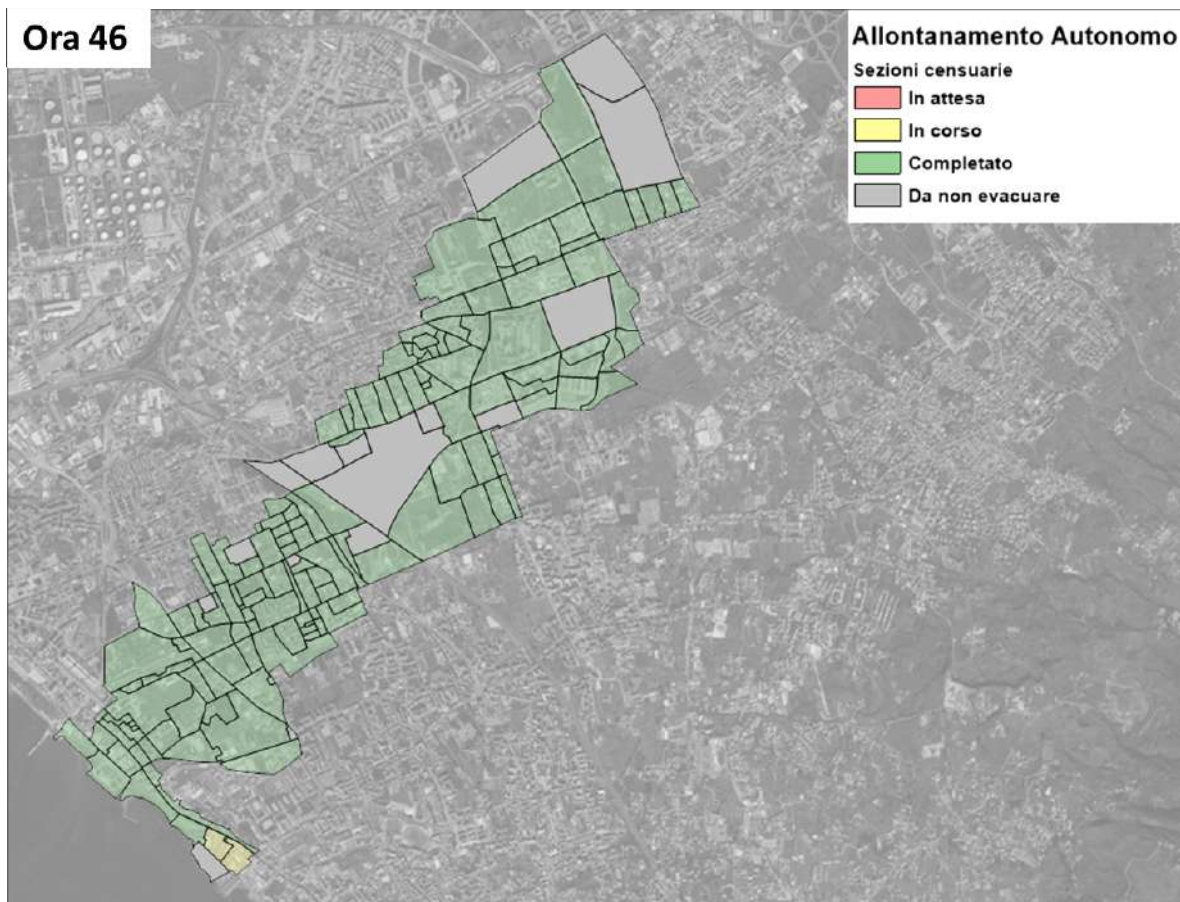 Ora 46
Allontanamento Autonomo
Sezioni censuarie
In attesa
In corso
Completato
Da non evacuare